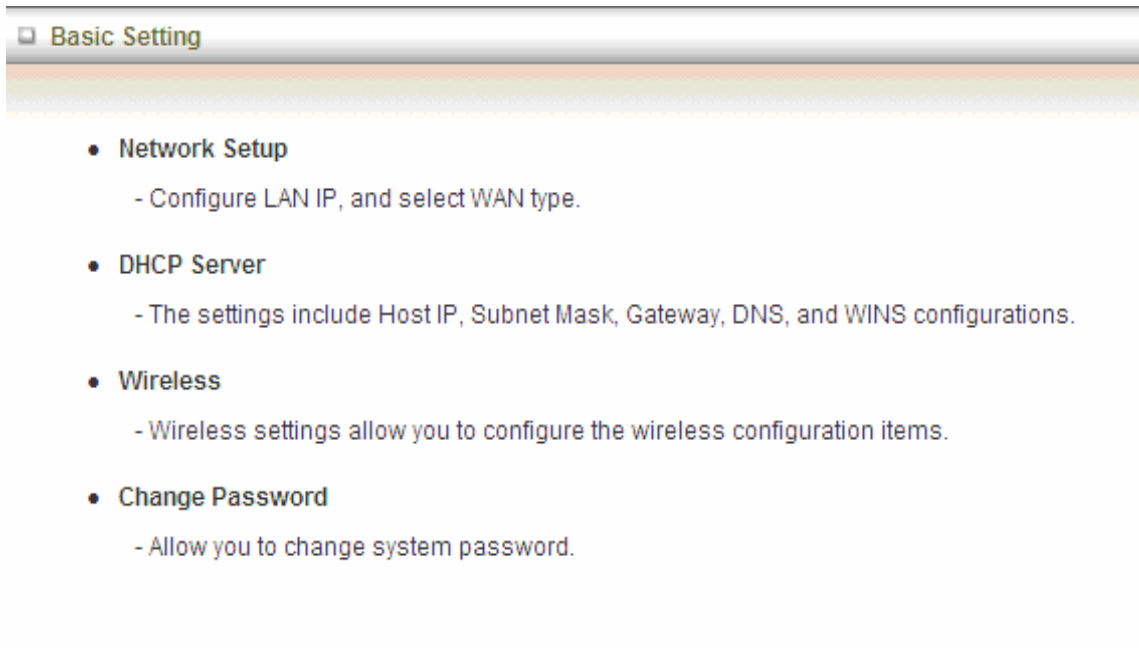 Basic Setting
• Network Setup
- Configure LAN IP, and select WAN type.
• DHCP Server
- The settings include Host IP, Subnet Mask, Gateway, DNS, and WINS configurations.
• Wireless
- Wireless settings allow you to configure the wireless configuration items.
• Change Password
- Allow you to change system password.